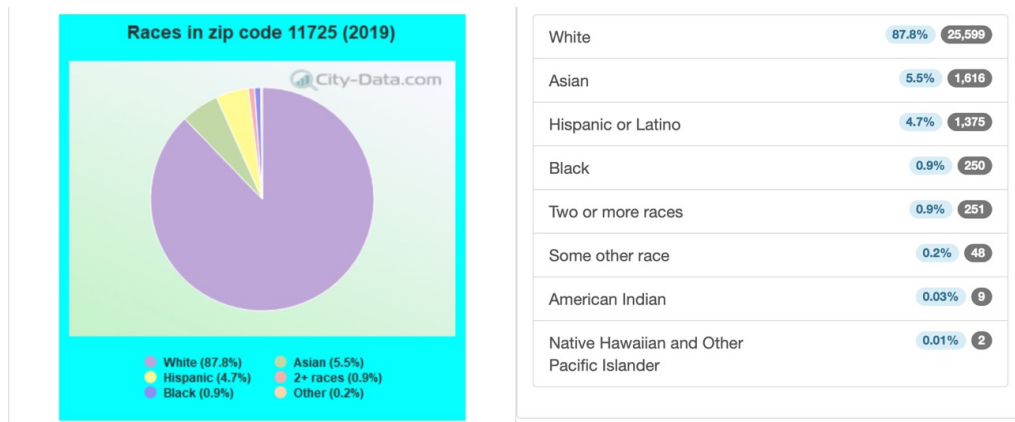 Races in zip code 11725 (2019)
City-Data.com
White (87.8%) Asian (5.5%)
Hispanic (4.7%) 2+ races (0.9%)
Black (0.9%) Other (0.2%)
White 87.8% 25,599
Asian 5.5% 1,616
Hispanic or Latino 4.7% 1,375
Black 0.9% 250
Two or more races 0.9% 251
Some other race 0.2% 48
American Indian 0.03% 9
Native Hawaiian and Other 0.01% 2
Pacific Islander